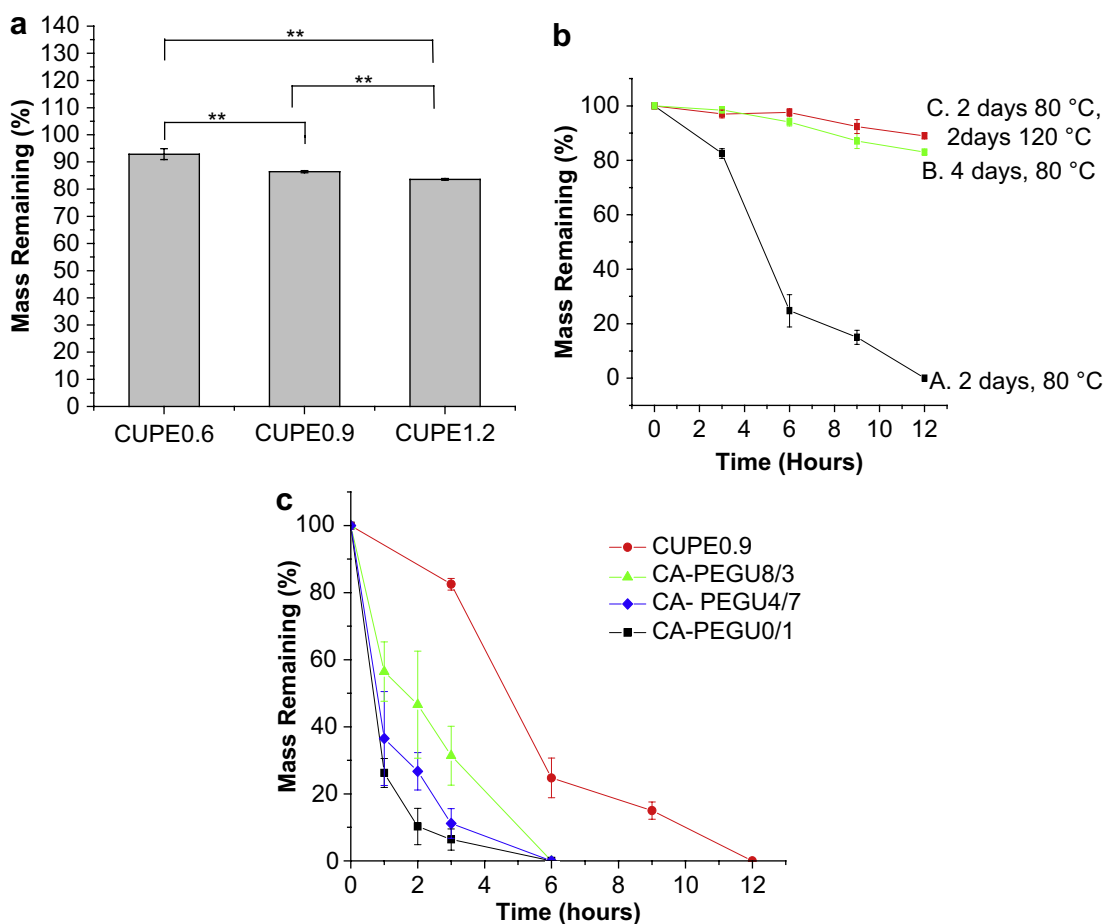 a
Mass Remaining (%)
140
130
120
110
100
90
80
70
60
50
40
30
20
10
0
**
**
**
CUPE0.6 CUPE0.9 CUPE1.2
b
Mass Remaining (%)
100
80
60
40
20
0
C. 2 days 80 °C,
2days 120 °C
B. 4 days, 80 °C
A. 2 days, 80 °C
0 2 4 6 8 10 12
Time (Hours)
c
Mass Remaining (%)
100
80
60
40
20
0
CUPE0.9
CA-PEGU8/3
CA- PEGU4/7
CA-PEGU0/1
0 2 4 6 8 10 12
Time (hours)